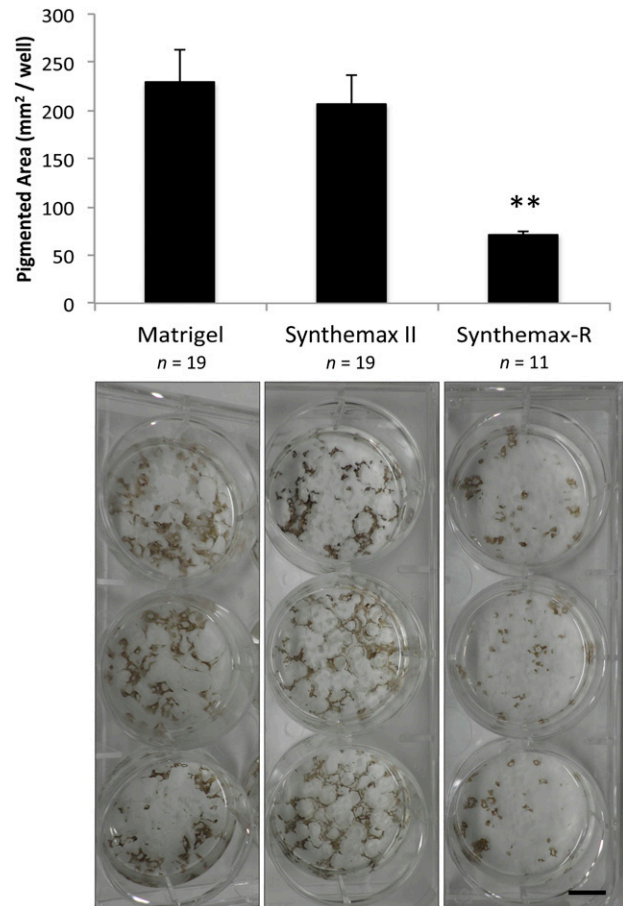 Pigmented Area (mm² / well)
300
250
200
150
100
50
0
**
Matrigel
Synthemax II
Synthemax-R
n = 19
n = 19
n = 11